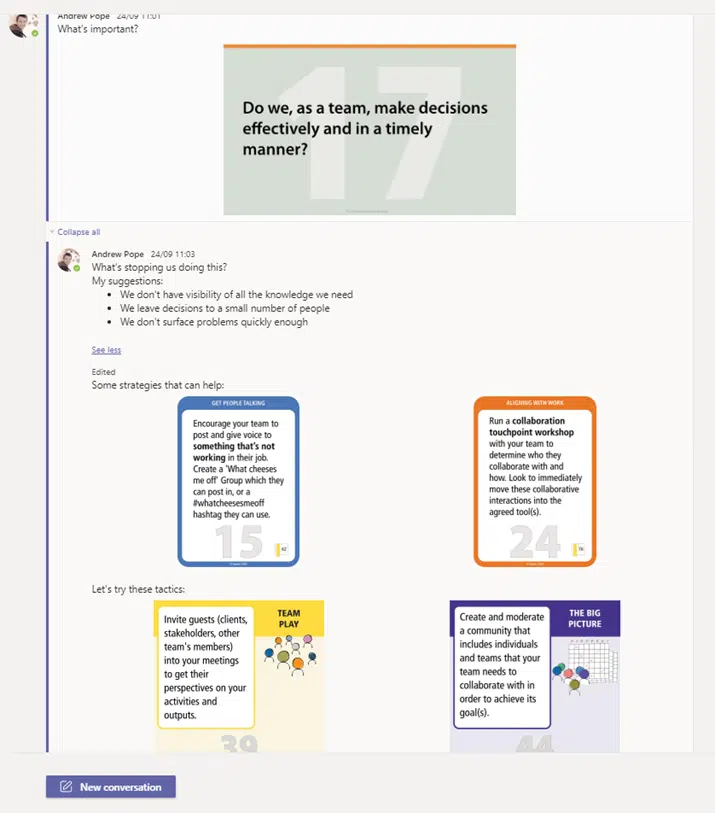 Andrew Pope 24/09 11:01
What's important?
17
Do we, as a team, make decisions
effectively and in a timely
manner?
Collapse all
Andrew Pope 24/09 11:03
What's stopping us doing this?
My suggestions:
• We don't have visibility of all the knowledge we need
• We leave decisions to a small number of people
• We don't surface problems quickly enough
See less
Edited
Some strategies that can help:
GET PEOPLE TALKING
Encourage your team to
post and give voice to
something that's not
working in their job.
Create a 'What cheeses
me off' Group which they
can post in, or a
#whatcheesesmeoff
hashtag they can use.
15
62
ALIGNING WITH WORK
Run a collaboration
touchpoint workshop
with your team to
determine who they
collaborate with and
how. Look to immediately
move these collaborative
interactions into the
agreed tool(s).
24
Let's try these tactics:
Invite guests (clients,
stakeholders, other
team's members)
into your meetings
to get their
perspectives on your
activities and
outputs.
TEAM
PLAY
39
Create and moderate
a community that
includes individuals
and teams that your
team needs to
collaborate with in
order to achieve its
goal(s).
THE BIG
PICTURE
44
New conversation